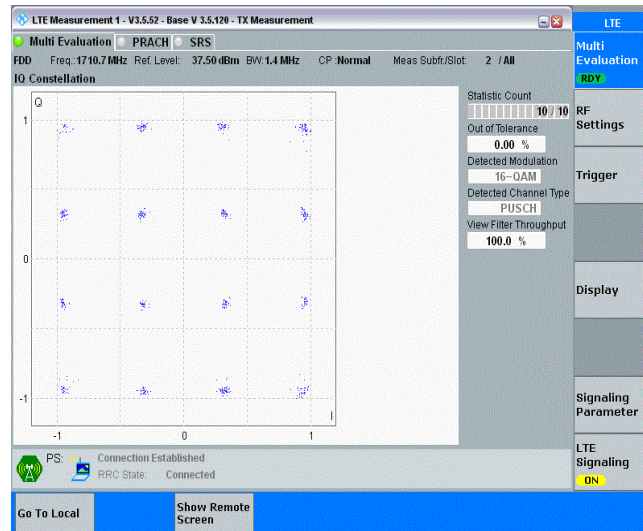 LTE Measurement 1 - V3.5.52 - Base V 3.5.120 - TX Measurement
LTE
Multi Evaluation PRACH SRS
FDD Freq.:1710.7 MHz Ref. Level: 37.50 dBm BW:1.4 MHz CP :Normal Meas Subfr./Slot: 2 / All
IQ Constellation
Q
1
0
-1
-1 0 1
I
Statistic Count
10 / 10
Out of Tolerance
0.00 %
Detected Modulation
16-QAM
Detected Channel Type
PUSCH
View Filter Throughput
100.0 %
Multi
Evaluation
RDY
RF
Settings
Trigger
Display
Signaling
Parameter
LTE
Signaling
ON
PS: Connection Established
RRC State: Connected
Go To Local
Show Remote
Screen